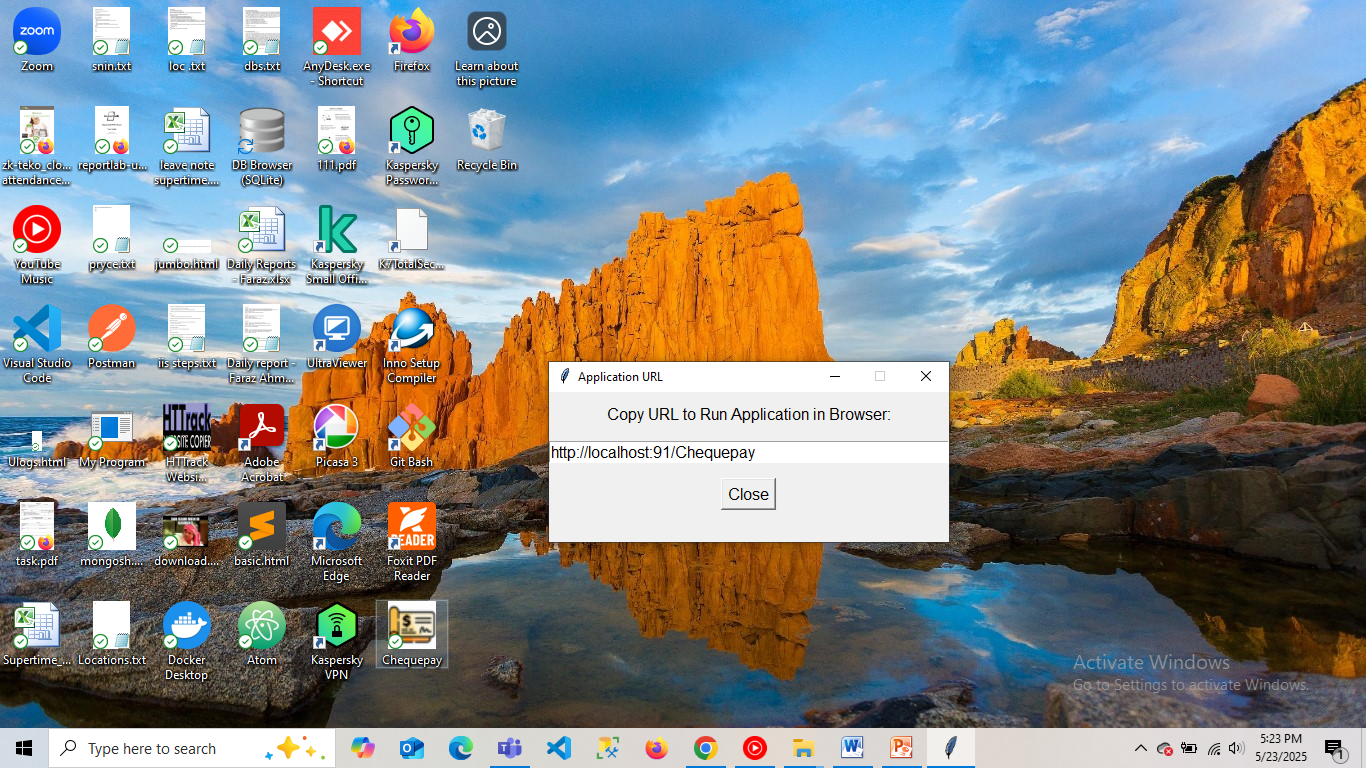 zoom
Zoom
snin.txt
loc .txt
dbs.txt
AnyDesk.exe
- Shortcut
Firefox
Learn about
this picture
zk-teko_clo...
attendance...
reportlab-u...
leave note
supertime....
DB Browser
(SQLite)
111.pdf
Kaspersky
Passwor...
Recycle Bin
YouTube
Music
pryce.txt
jumbo.html
Daily Reports
- Faraz.xlsx
Kaspersky
Small Offi...
K7TotalSec...
Visual Studio
Code
Postman
iis steps.txt
Daily report -
Faraz Ahm...
UltraViewer
Inno Setup
Compiler
Application URL
Copy URL to Run Application in Browser:
http://localhost:91/Chequepay
Close
Ulogs.html
My Program
HTTrack
Websi...
Adobe
Acrobat
Picasa 3
Git Bash
task.pdf
mongosh....
download....
basic.html
Microsoft
Edge
READER
Foxit PDF
Reader
Supertime_...
Locations.txt
Docker
Desktop
Atom
Kaspersky
VPN
Chequepay
Activate Windows
Go to Settings to activate Windows.
Type here to search
5:23 PM
5/23/2025
1